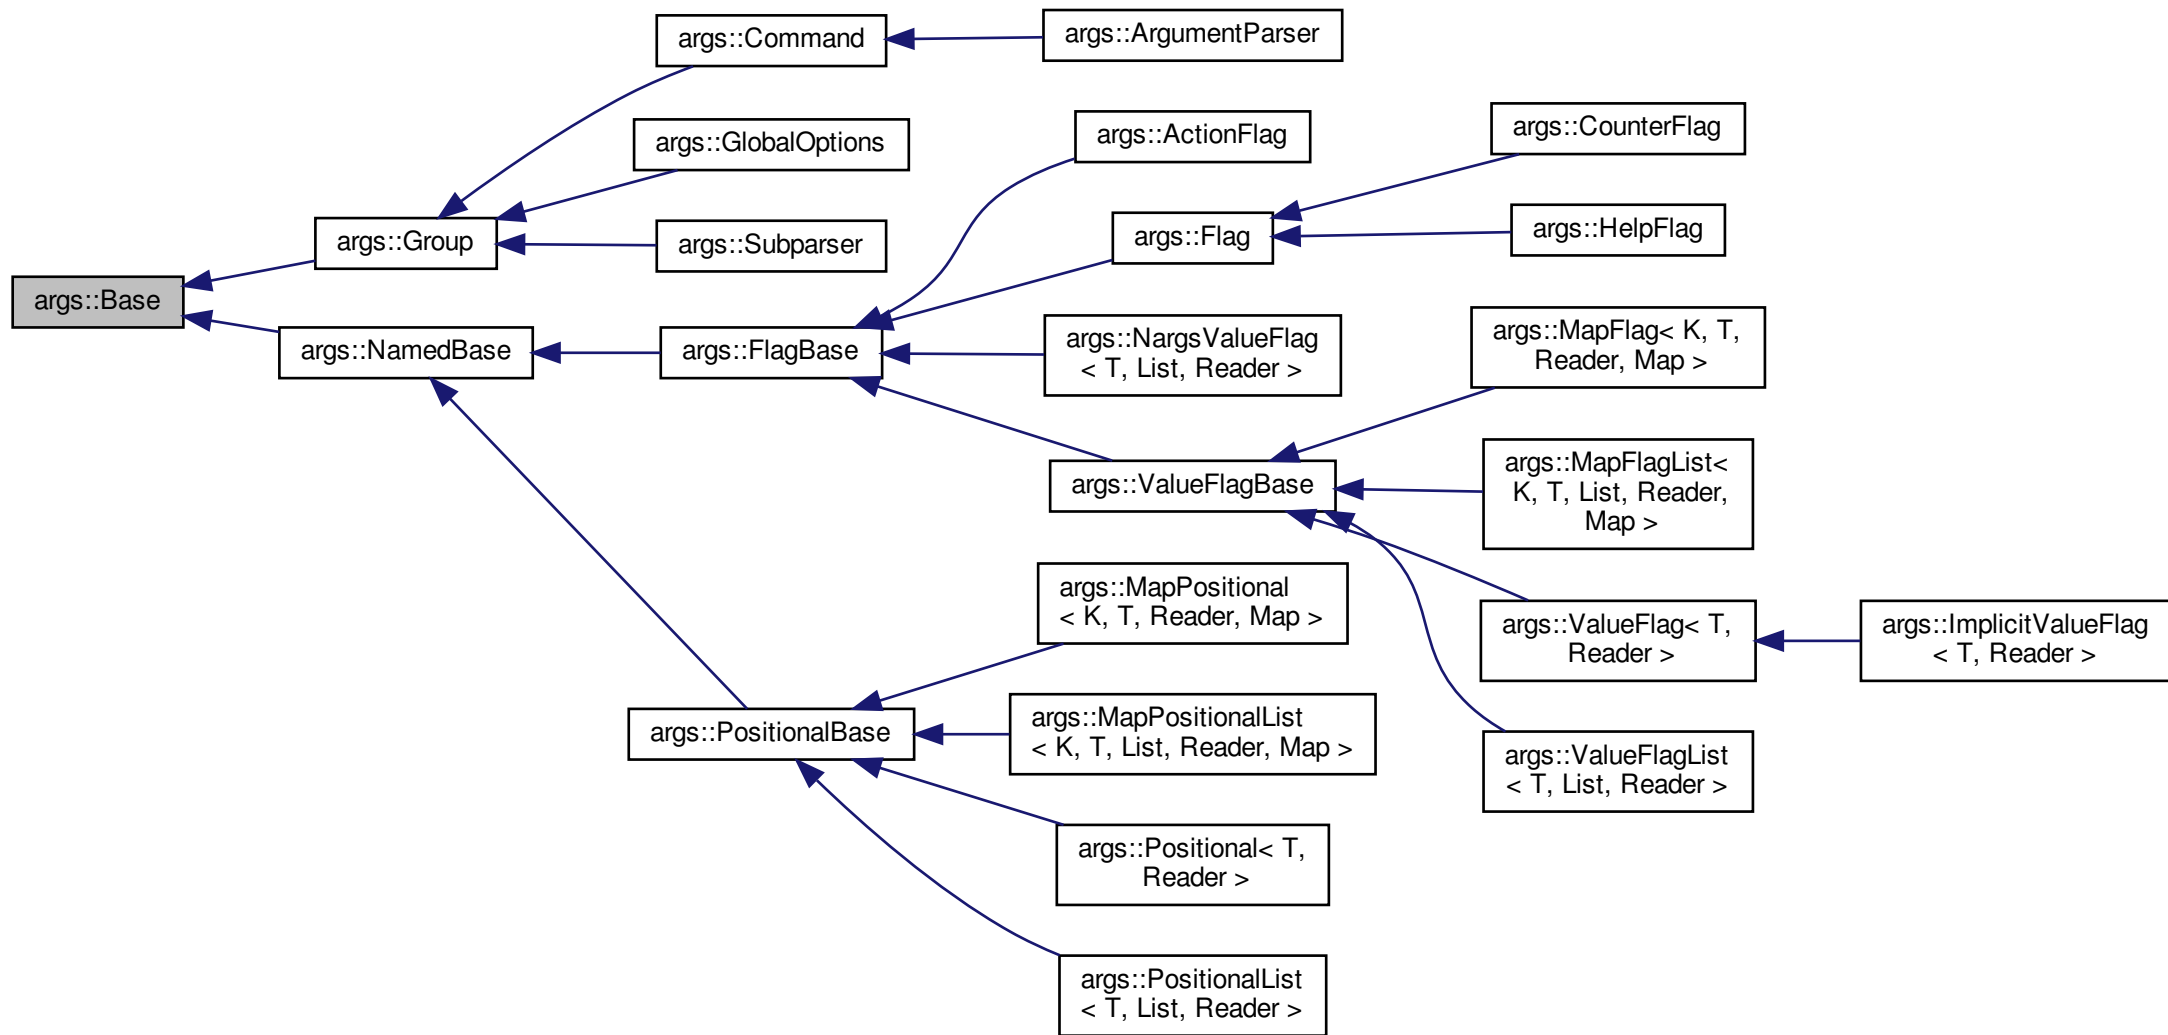 args::Base
args::Group
args::NamedBase
args::Command
args::GlobalOptions
args::Subparser
args::FlagBase
args::PositionalBase
args::ArgumentParser
args::ActionFlag
args::Flag
args::NargsValueFlag
< T, List, Reader >
args::ValueFlagBase
args::MapPositional
< K, T, Reader, Map >
args::MapPositionalList
< K, T, List, Reader, Map >
args::Positional< T,
Reader >
args::PositionalList
< T, List, Reader >
args::CounterFlag
args::HelpFlag
args::MapFlag< K, T,
Reader, Map >
args::MapFlagList<
K, T, List, Reader,
Map >
args::ValueFlag< T,
Reader >
args::ValueFlagList
< T, List, Reader >
args::ImplicitValueFlag
< T, Reader >